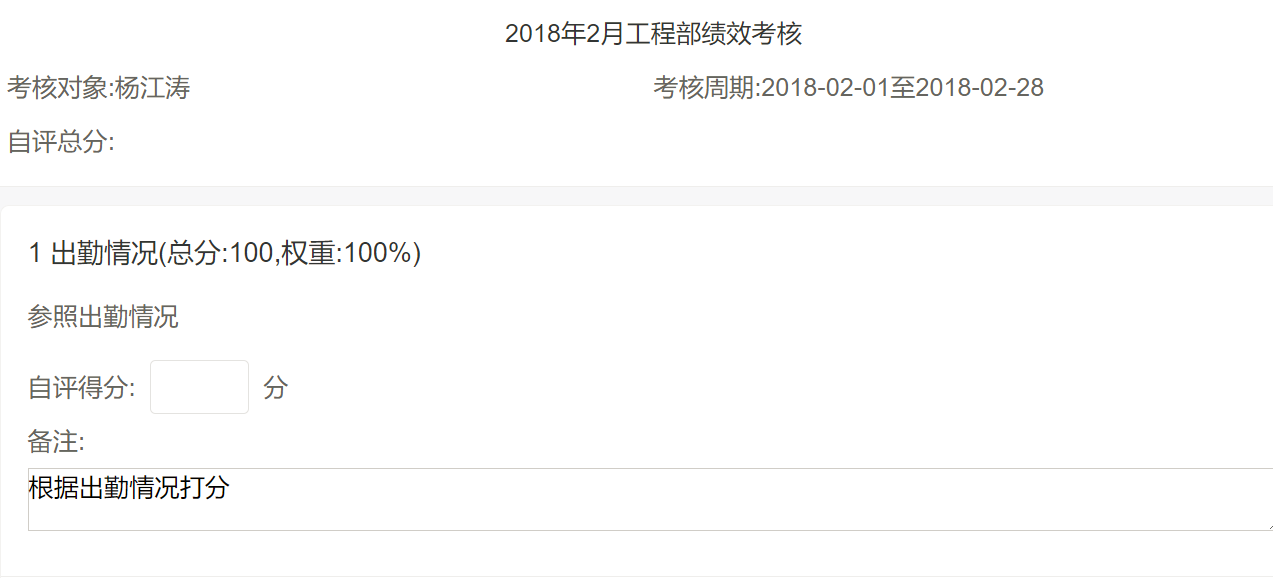 2018年2月工程部绩效考核
考核对象:杨江涛 考核周期:2018-02-01至2018-02-28
自评总分:
1 出勤情况(总分:100,权重:100%)
参照出勤情况
自评得分: 分
备注:
根据出勤情况打分